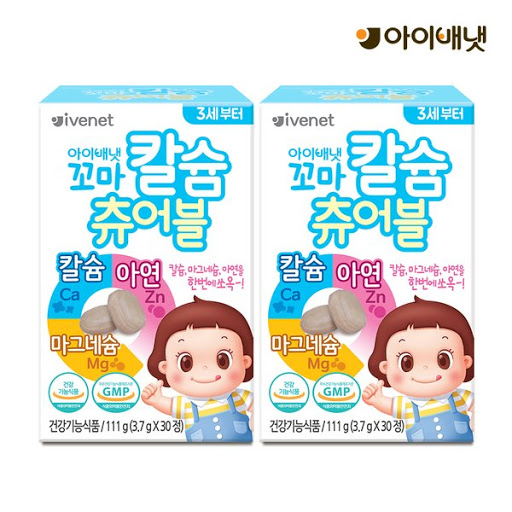 아이배냇
3세부터
ivenet
아이배냇
꼬마 칼슘
츄어블
칼슘
Ca
아연
Zn
마그네슘
Mg
칼슘, 마그네슘, 아연을
한번에 쏘옥~!
건강
기능식품
GMP
건강기능식품 / 111 g (3.7 g X 30 정)
3세부터
ivenet
아이배냇
꼬마 칼슘
츄어블
칼슘
Ca
아연
Zn
마그네슘
Mg
칼슘, 마그네슘, 아연을
한번에 쏘옥~!
건강
기능식품
GMP
건강기능식품 / 111 g (3.7 g X 30 정)